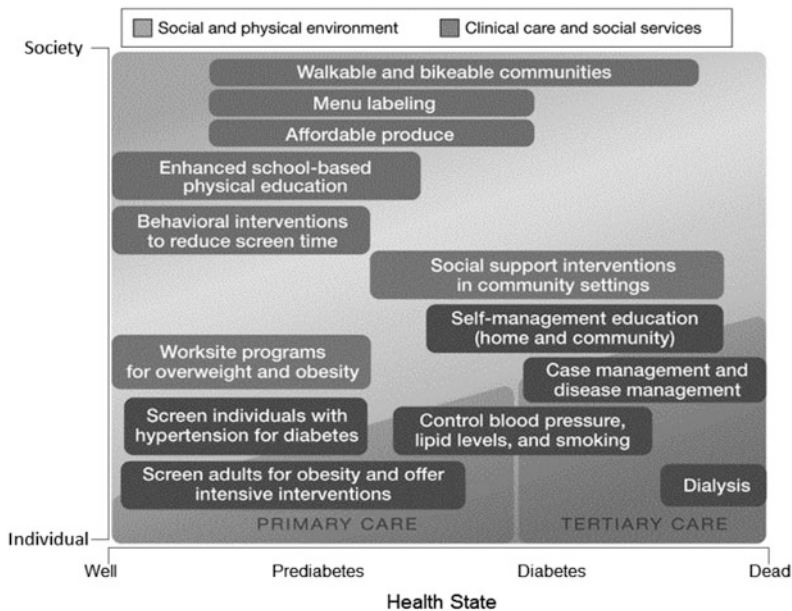 Social and physical environment
Clinical care and social services
Society
Walkable and bikeable communities
Menu labeling
Affordable produce
Enhanced school-based
physical education
Behavioral interventions
to reduce screen time
Social support interventions
in community settings
Self-management education
(home and community)
Worksite programs
for overweight and obesity
Case management and
disease management
Screen individuals with
hypertension for diabetes
Control blood pressure,
lipid levels, and smoking
Screen adults for obesity and offer
intensive interventions
Dialysis
PRIMARY CARE
TERTIARY CARE
Individual
Well
Prediabetes
Diabetes
Dead
Health State